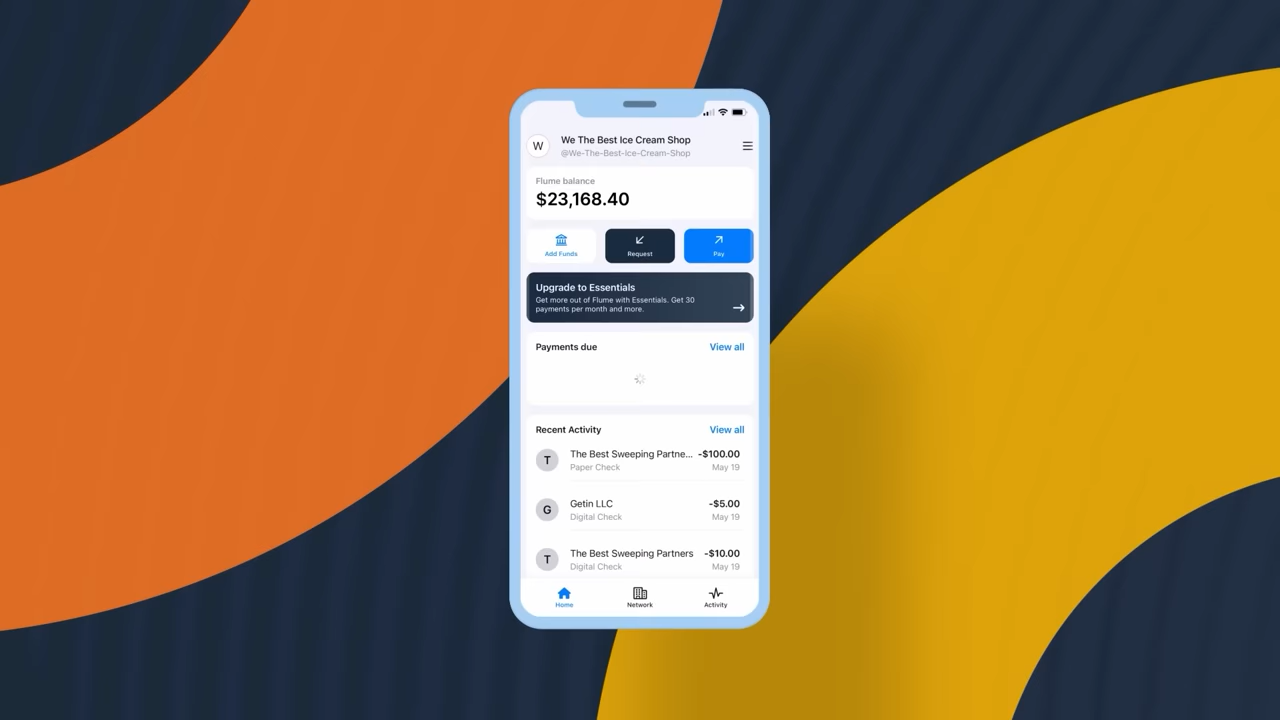 W
We The Best Ice Cream Shop
@We-The-Best-Ice-Cream-Shop
Flume balance
$23,168.40
Add Funds
Request
Pay
Upgrade to Essentials
Get more out of Flume with Essentials. Get 30
payments per month and more.
Payments due
View all
Recent Activity
View all
T
The Best Sweeping Partne... -$100.00
Paper Check
May 19
G
Getin LLC
-$5.00
Digital Check
May 19
T
The Best Sweeping Partners -$10.00
Digital Check
May 19
Home
Network
Activity